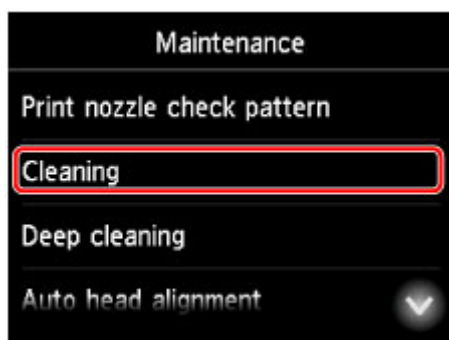 Maintenance
Print nozzle check pattern
Cleaning
Deep cleaning
Auto head alignment